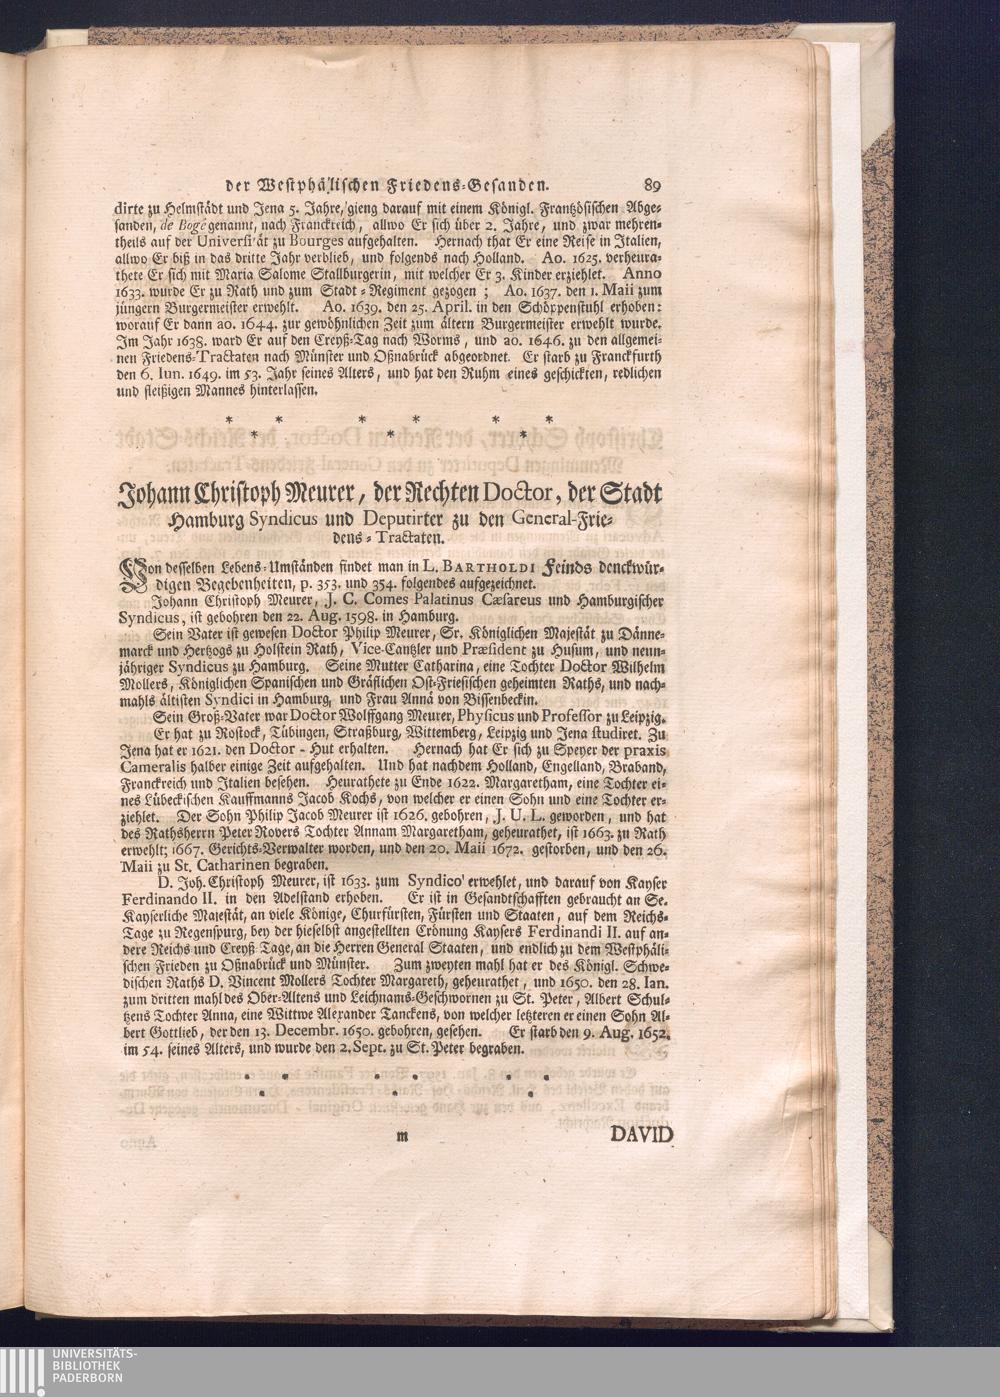 der Westphälischen Friedens-Gesanden. 89
dirte zu Helmstädt und Jena 5. Jahre, gieng darauf mit einem Königl. Frantzösischen Abge-
sanden, de Boge genannt, nach Franckreich, allwo Er sich über 2. Jahre, und zwar mehren-
theils auf der Universität zu Bourges aufgehalten. Hernach that Er eine Reise in Italien,
allwo Er biß in das dritte Jahr verblieb, und folgends nach Holland. Ao. 1625. verheura-
thete Er sich mit Maria Salome Stallburgerin, mit welcher Er 3. Kinder erziehlet. Anno
1633. wurde Er zu Rath und zum Stadt-Regiment gezogen; Ao. 1637. den 1. Maii zum
jüngern Burgermeister erwehlt. Ao. 1639. den 25. April. in den Schöppenstuhl erhoben:
worauf Er dann ao. 1644. zur gewöhnlichen Zeit zum ältern Burgermeister erwehlt wurde.
Im Jahr 1638. ward Er auf den Creyß-Tag nach Worms, und ao. 1646. zu den allgemei-
nen Friedens-Tractaten nach Münster und Oßnabrück abgeordnet. Er starb zu Franckfurth
den 6. Iun. 1649. im 53. Jahr seines Alters, und hat den Ruhm eines geschickten, redlichen
und fleißigen Mannes hinterlassen.
* * * * * *
* * *
Johann Christoph Meurer, der Rechten Doctor, der Stadt
Hamburg Syndicus und Deputirter zu den General-Frie-
dens-Tractaten.
Von desselben Lebens-Umständen findet man in L. BARTHOLDI Feinds denckwür-
digen Begebenheiten, p. 353. und 354. folgendes aufgezeichnet.
Johann Christoph Meurer, J. C. Comes Palatinus Cæsareus und Hamburgischer
Syndicus, ist gebohren den 22. Aug. 1598. in Hamburg.
Sein Vater ist gewesen Doctor Philip Meurer, Sr. Königlichen Majestät zu Dänne-
marck und Hertzogs zu Holstein Rath, Vice-Cantzler und Præsident zu Husum, und neun-
jähriger Syndicus zu Hamburg. Seine Mutter Catharina, eine Tochter Doctor Wilhelm
Mollers, Königlichen Spanischen und Gräflichen Ost-Friesischen geheimten Raths, und nach-
mahls ältisten Syndici in Hamburg, und Frau Annä von Bissenbeckin.
Sein Groß-Vater war Doctor Wolffgang Meurer, Physicus und Professor zu Leipzig.
Er hat zu Rostock, Tübingen, Straßburg, Wittemberg, Leipzig und Jena studiret. Zu
Jena hat er 1621. den Doctor-Hut erhalten. Hernach hat Er sich zu Speyer der praxis
Cameralis halber einige Zeit aufgehalten. Und hat nachdem Holland, Engelland, Braband,
Franckreich und Italien besehen. Heurathete zu Ende 1622. Margaretham, eine Tochter ei-
nes Lübeckischen Kauffmanns Jacob Kochs, von welcher er einen Sohn und eine Tochter er-
ziehlet. Der Sohn Philip Jacob Meurer ist 1626. gebohren, J. U. L. geworden, und hat
des Rathsherrn Peter Rovers Tochter Annam Margaretham, geheurathet, ist 1663. zu Rath
erwehlt; 1667. Gerichts-Verwalter worden, und den 20. Maii 1672. gestorben, und den 26.
Maii zu St. Catharinen begraben.
D. Joh. Christoph Meurer, ist 1633. zum Syndico erwehlet, und darauf von Kayser
Ferdinando II. in den Adelstand erhoben. Er ist in Gesandtschafften gebraucht an Se.
Kayserliche Majestät, an viele Könige, Churfürsten, Fürsten und Staaten, auf dem Reichs-
Tage zu Regenspurg, bey der hieselbst angestellten Crönung Kaysers Ferdinandi II. auf an-
dere Reichs und Creyß-Tage, an die Herren General Staaten, und endlich zu dem Westphäli-
schen Frieden zu Oßnabrück und Münster. Zum zweyten mahl hat er des Königl. Schwe-
dischen Raths D. Vincent Mollers Tochter Margareth, geheurathet, und 1650. den 28. Ian.
zum dritten mahl des Ober-Altens und Leichnams-Geschwornen zu St. Peter, Albert Schul-
tzens Tochter Anna, eine Wittwe Alexander Tanckens, von welcher letzteren er einen Sohn Al-
bert Gottlieb, der den 13. Decembr. 1650. gebohren, gesehen. Er starb den 9. Aug. 1652.
im 54. seines Alters, und wurde den 2. Sept. zu St. Peter begraben.
* * * * * *
* * *
m DAVID
UNIVERSITÄTS-
BIBLIOTHEK
PADERBORN